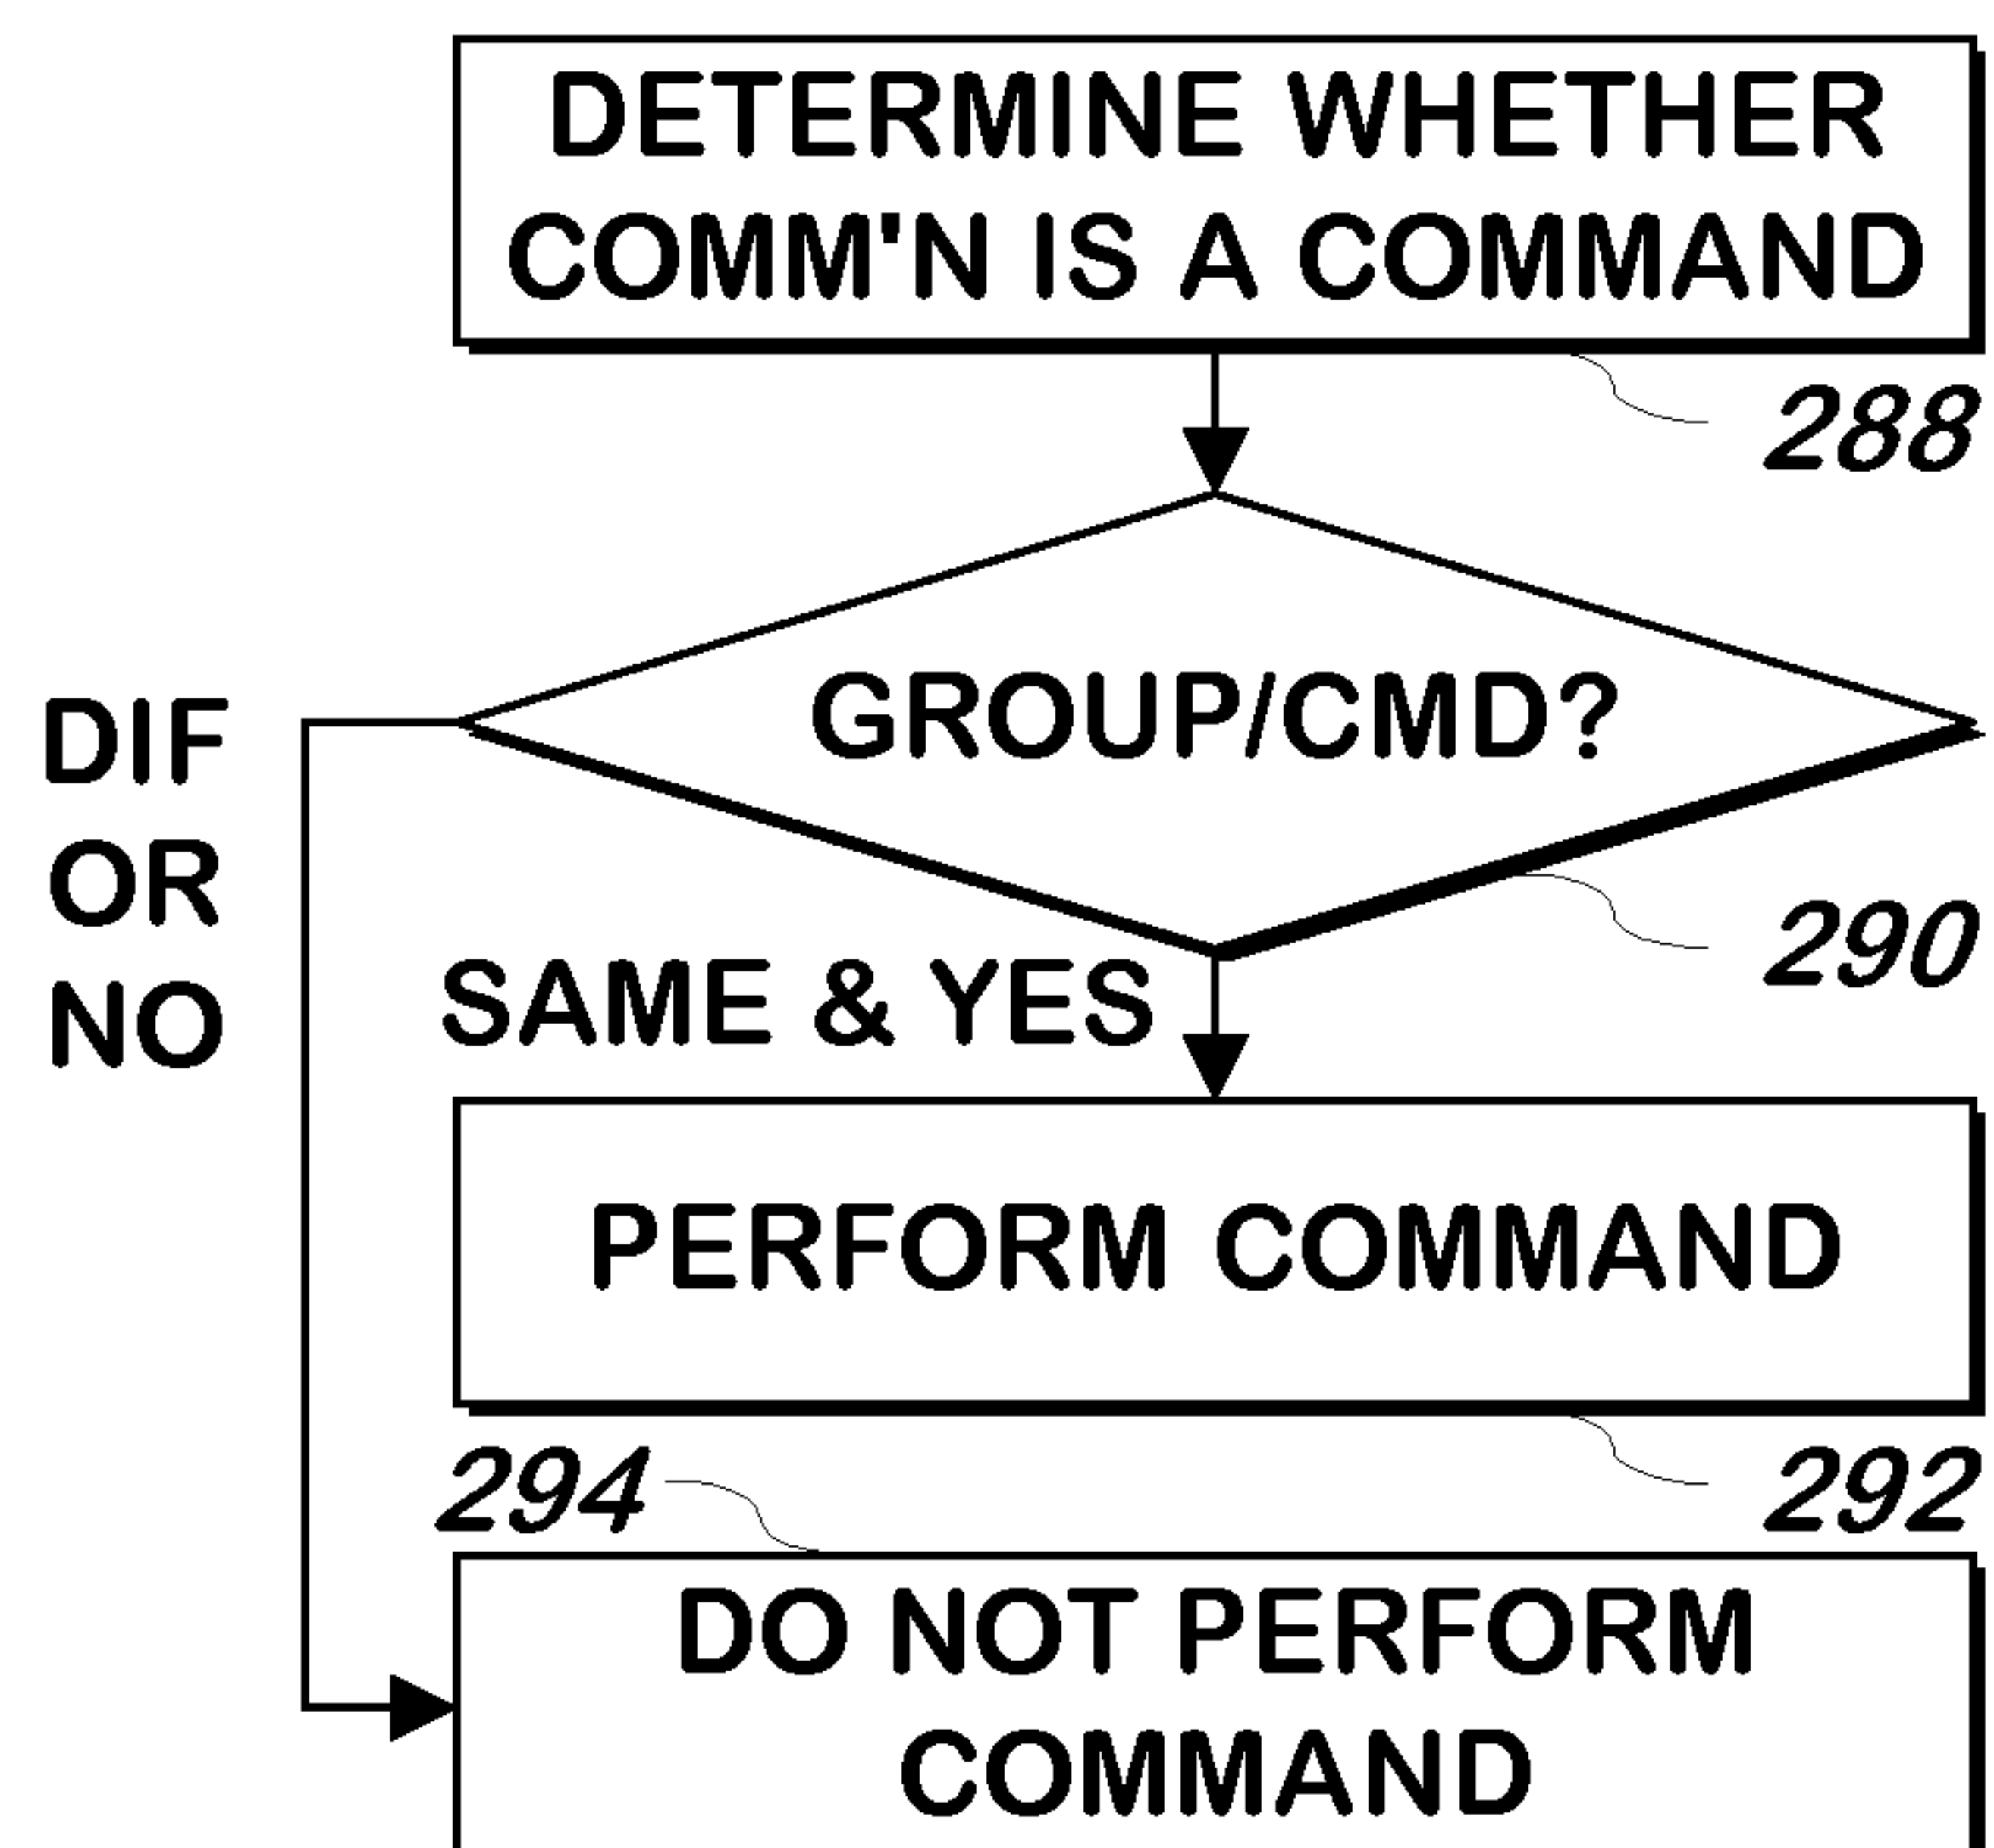 DETERMINE WHETHER
COMM'N IS A COMMAND
288
GROUP/CMD?
DIF
OR
NO
290
SAME & YES
PERFORM COMMAND
294
292
DO NOT PERFORM
COMMAND